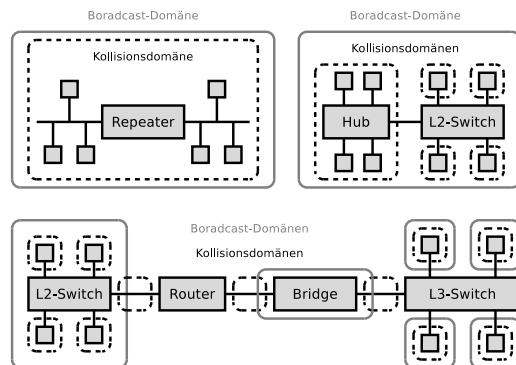 Boradcast-Domäne
Kollisionsdomäne
Repeater
Boradcast-Domäne
Kollisionsdomänen
Hub
L2-Switch
Boradcast-Domänen
Kollisionsdomänen
L2-Switch
Router
Bridge
L3-Switch